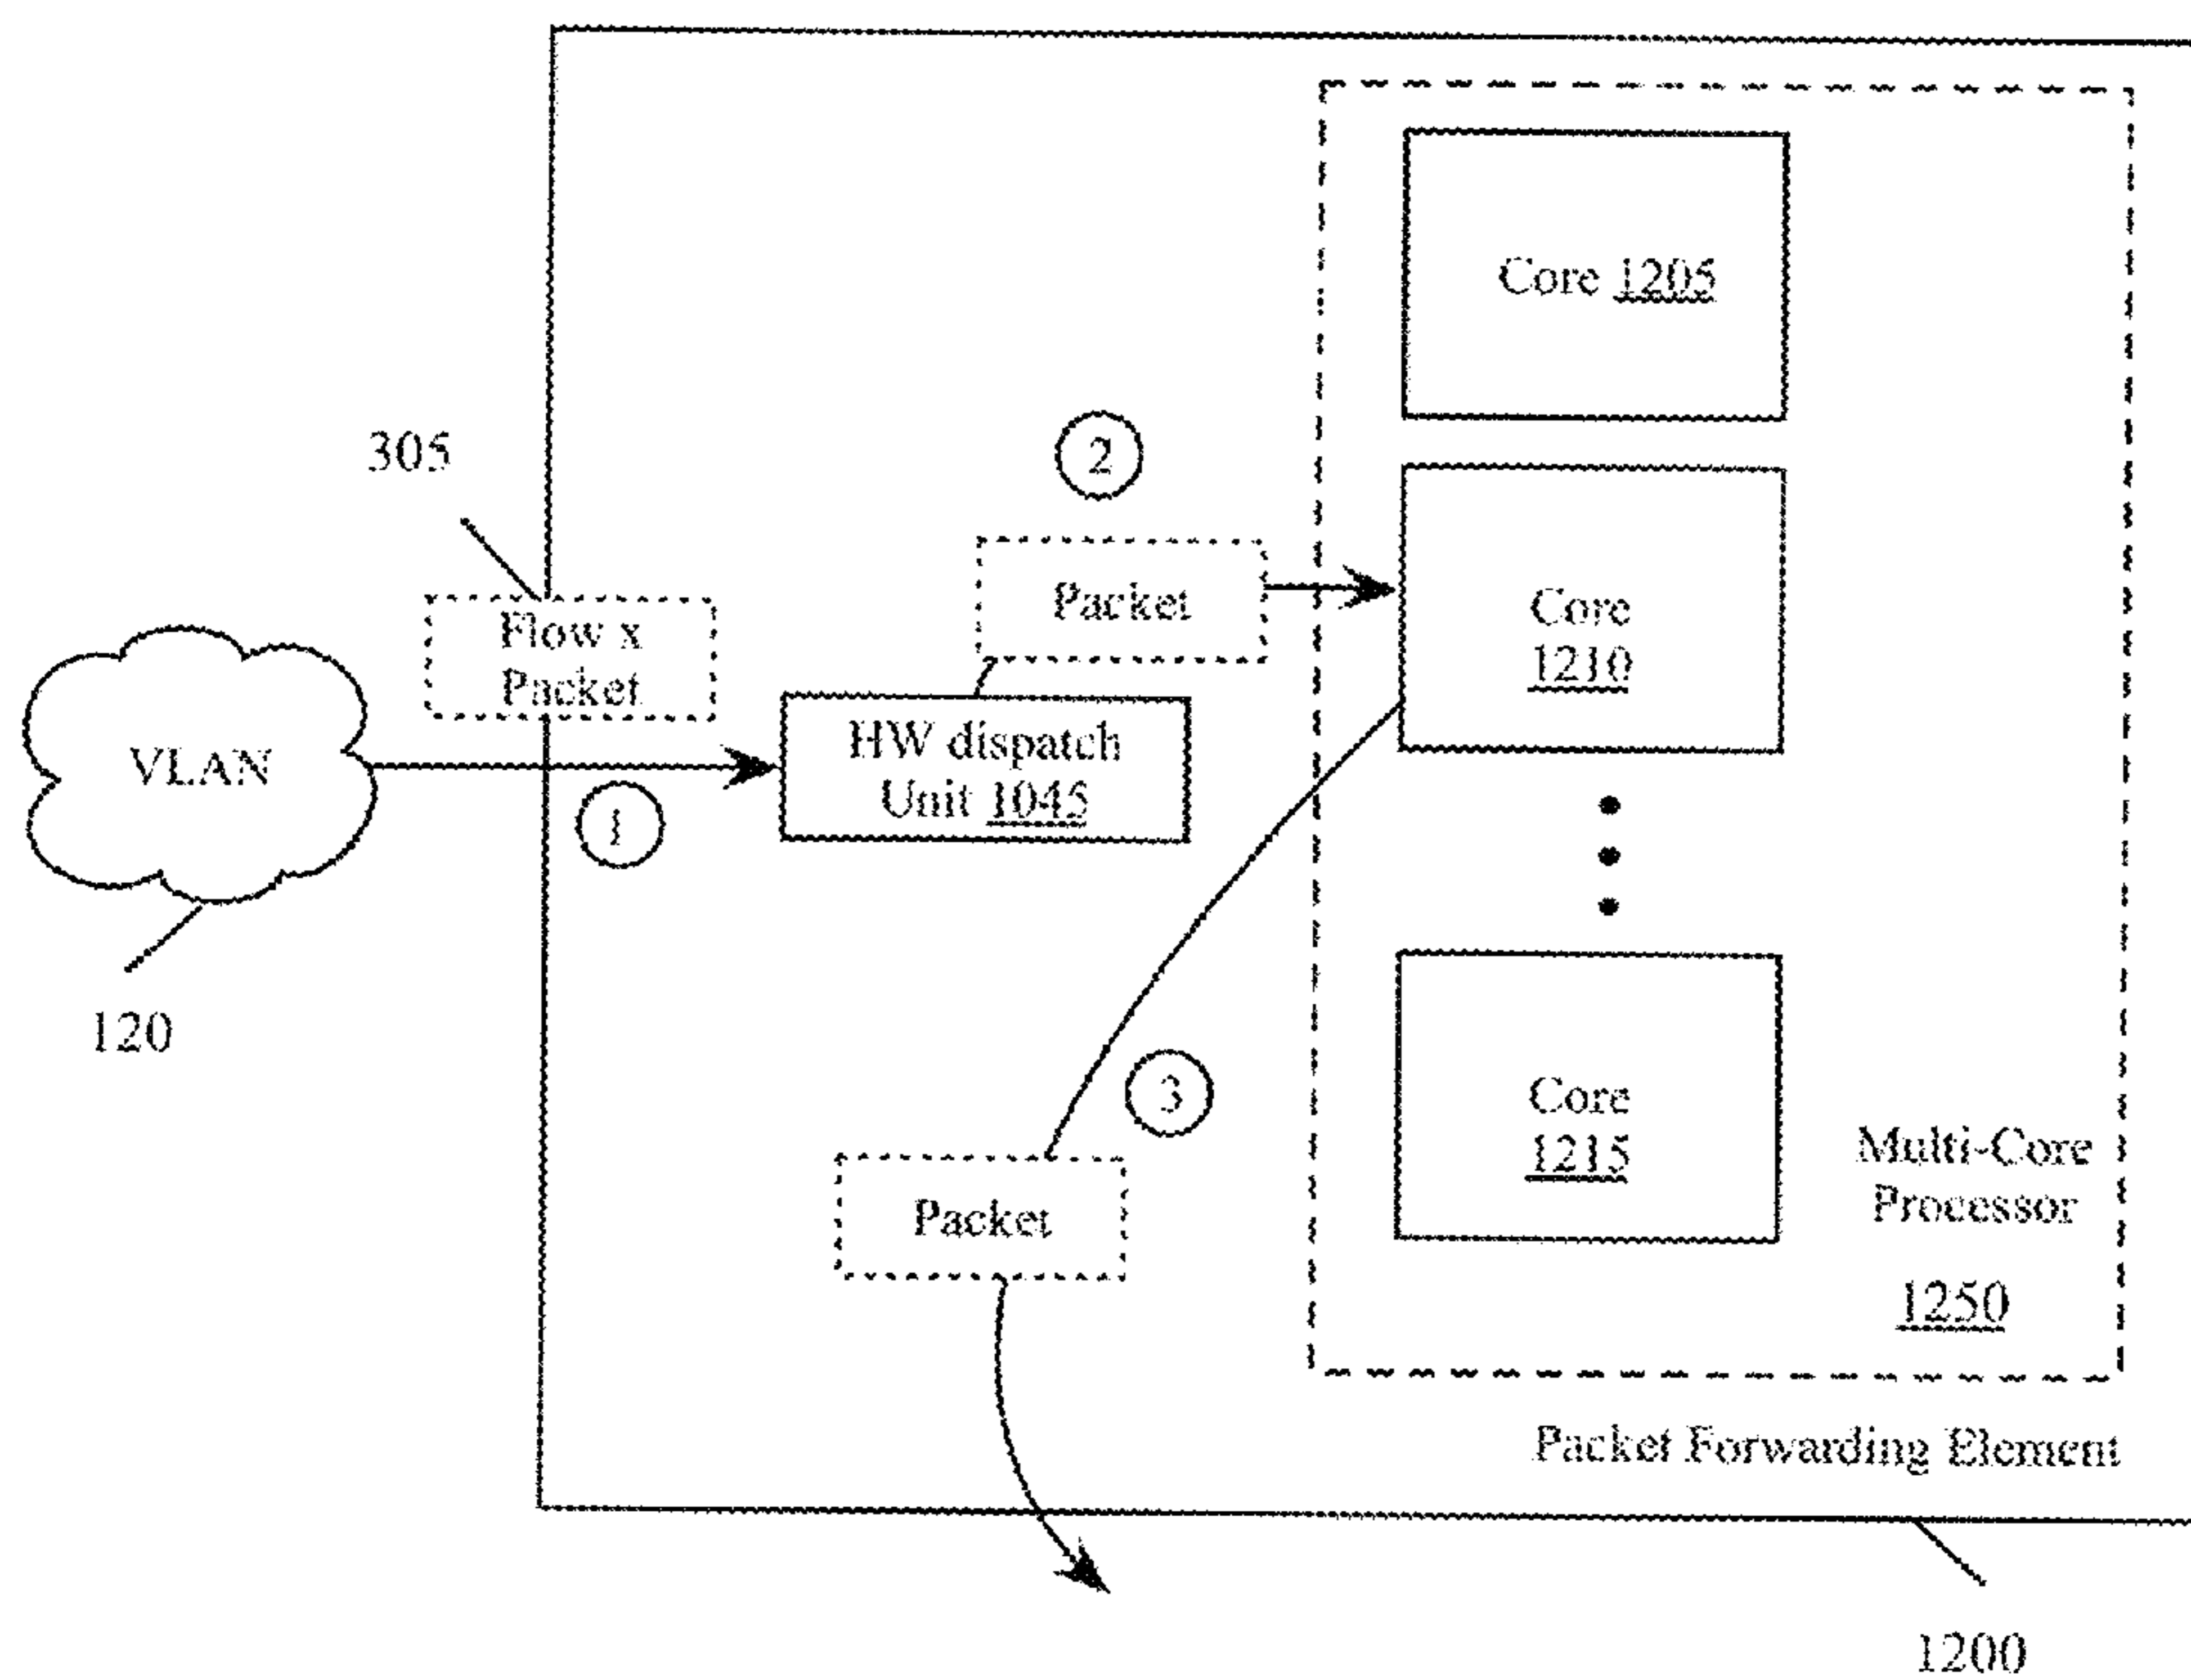 Core 1205
2
305
Packet
Flow x
Packet
Core
1210
VLAN
HW dispatch
Unit 1045
1
120
3
Core
1215
Packet
Multi-Core
Processor
1250
Packet Forwarding Element
1200